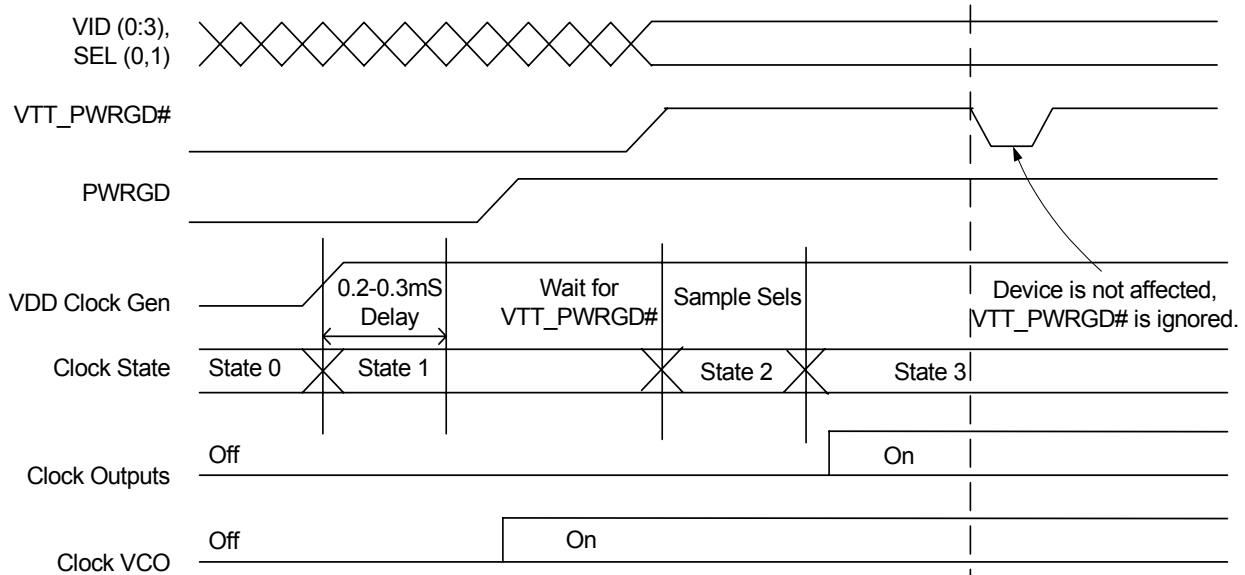 VID (0:3),
SEL (0,1)
VTT_PWRGD#
PWRGD
VDD Clock Gen
0.2-0.3mS
Delay
Wait for
VTT_PWRGD#
Sample Sels
Device is not affected,
VTT_PWRGD# is ignored.
Clock State
State 0
State 1
State 2
State 3
Clock Outputs
Off
On
Clock VCO
Off
On